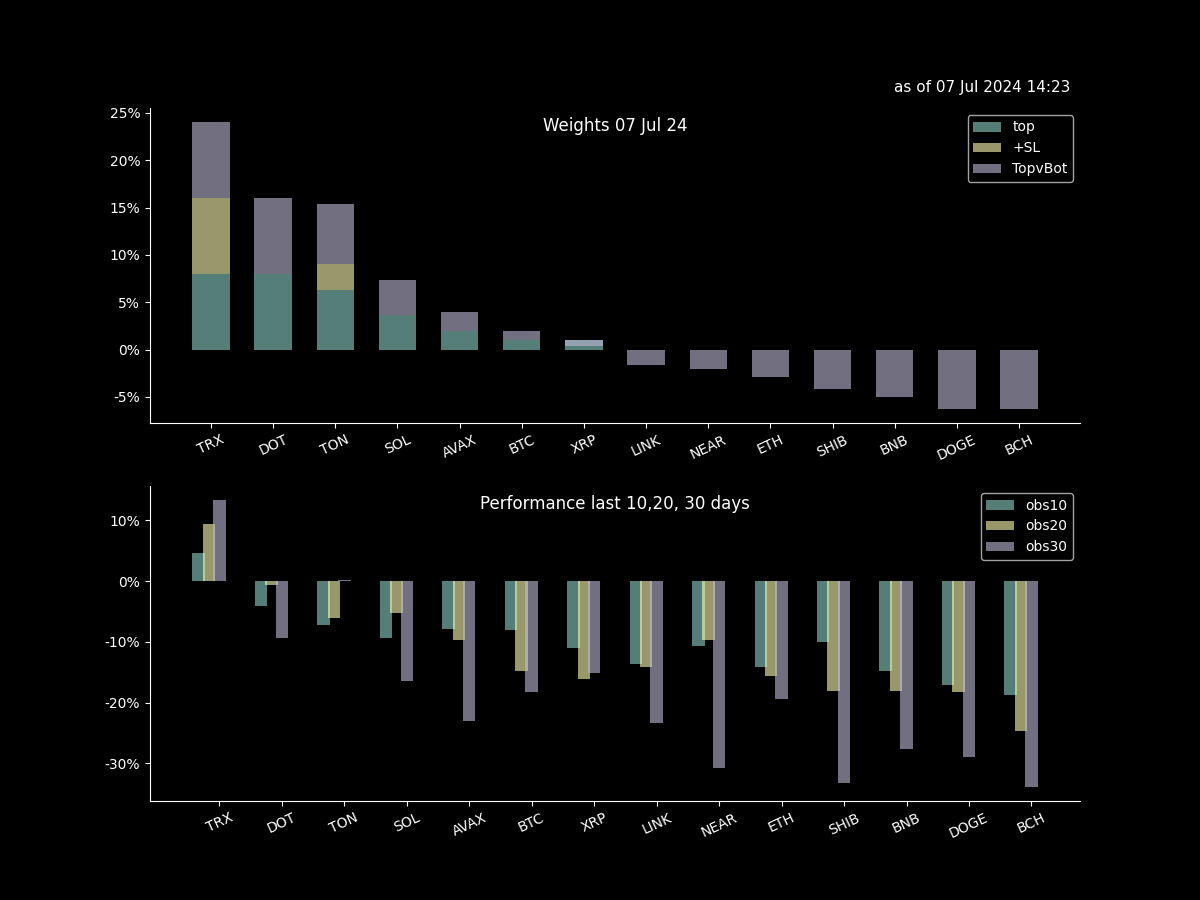 as of 07 Jul 2024 14:23
Weights 07 Jul 24
top
+SL
TopvBot
25%
20%
15%
10%
5%
0%
-5%
TRX DOT TON SOL AVAX BTC XRP LINK NEAR ETH SHIB BNB DOGE BCH
Performance last 10,20, 30 days
obs10
obs20
obs30
10%
0%
-10%
-20%
-30%
TRX DOT TON SOL AVAX BTC XRP LINK NEAR ETH SHIB BNB DOGE BCH